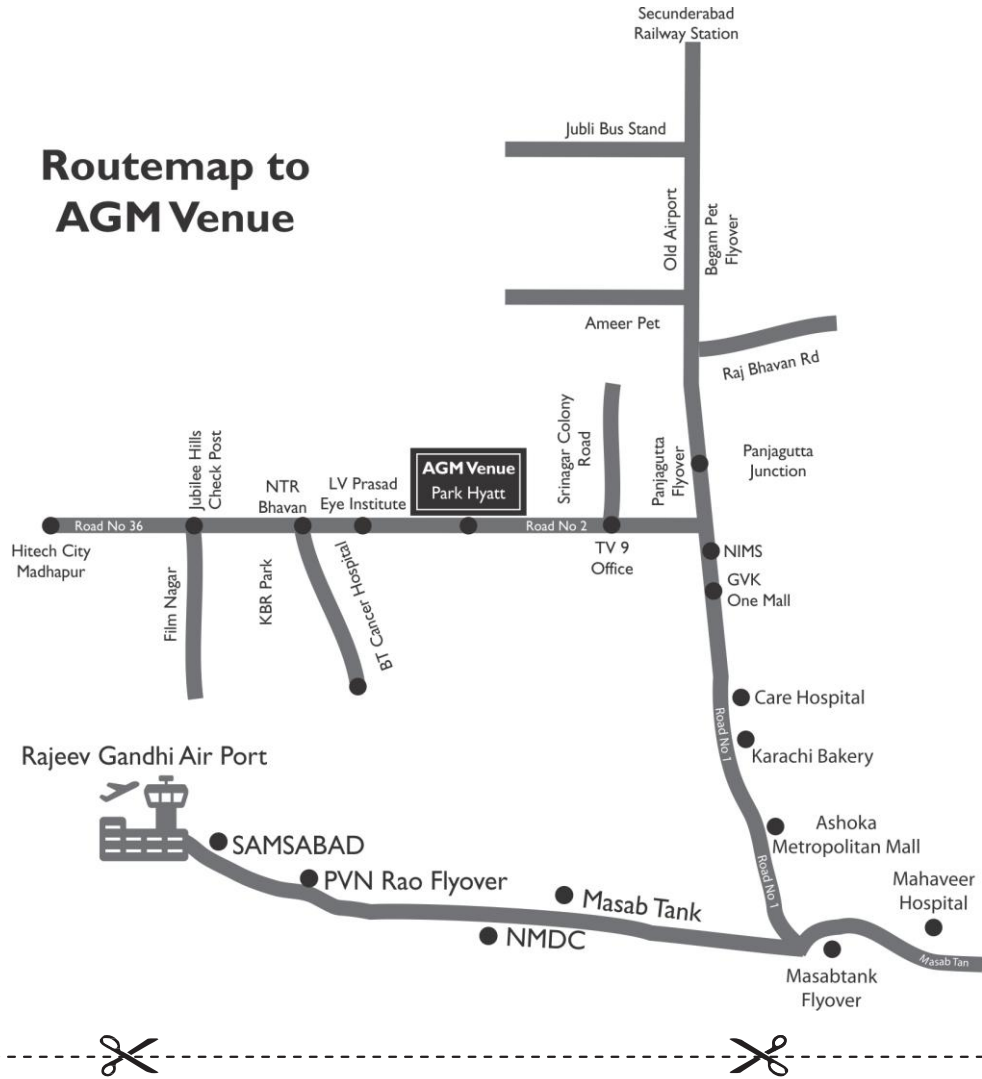 Secunderabad
Railway Station
Jubli Bus Stand
Routemap to
AGM Venue
Old Airport
Begam Pet
Flyover
Ameer Pet
Raj Bhavan Rd
Jubilee Hills
Check Post
NTR
Bhavan
LV Prasad
Eye Institute
AGM Venue
Park Hyatt
Srinagar Colony
Road
Panjagutta
Flyover
Panjagutta
Junction
Road No 36
Road No 2
Hitech City
Madhapur
TV 9
Office
NIMS
GVK
One Mall
Film Nagar
KBR Park
BT Cancer Hospital
Care Hospital
Road No 1
Karachi Bakery
Rajeev Gandhi Air Port
Ashoka
Metropolitan Mall
SAMSABAD
Road No 1
PVN Rao Flyover
Mahaveer
Hospital
Masab Tank
NMDC
Masab Tan
Masabtank
Flyover